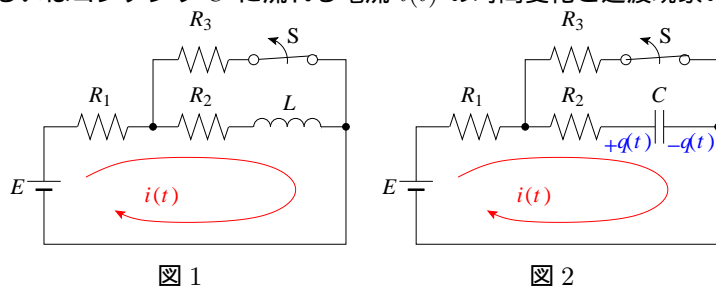 R3
S
R1
R2
L
E
i(t)
図 1
R3
S
R1
R2
C
+q(t)
−q(t)
E
i(t)
図 2